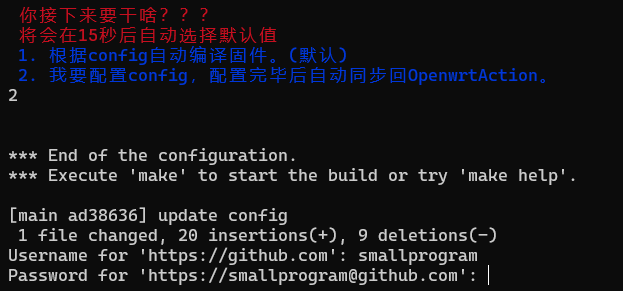 你接下来要干啥？？？
将会在15秒后自动选择默认值
1. 根据config自动编译固件。(默认)
2. 我要配置config，配置完毕后自动同步回OpenwrtAction。
2
*** End of the configuration.
*** Execute 'make' to start the build or try 'make help'.
[main ad38636] update config
1 file changed, 20 insertions(+), 9 deletions(-)
Username for 'https://github.com': smallprogram
Password for 'https://smallprogram@github.com':